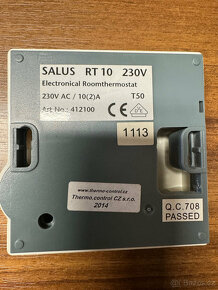 SALUS RT 10 230V
Electronical Roomthermostat
230V AC / 10(2)A T50
Art No.: 412100
1113
www.thermo-control.cz
Thermo-control CZ s.r.o.
2014
Q.C.708
PASSED